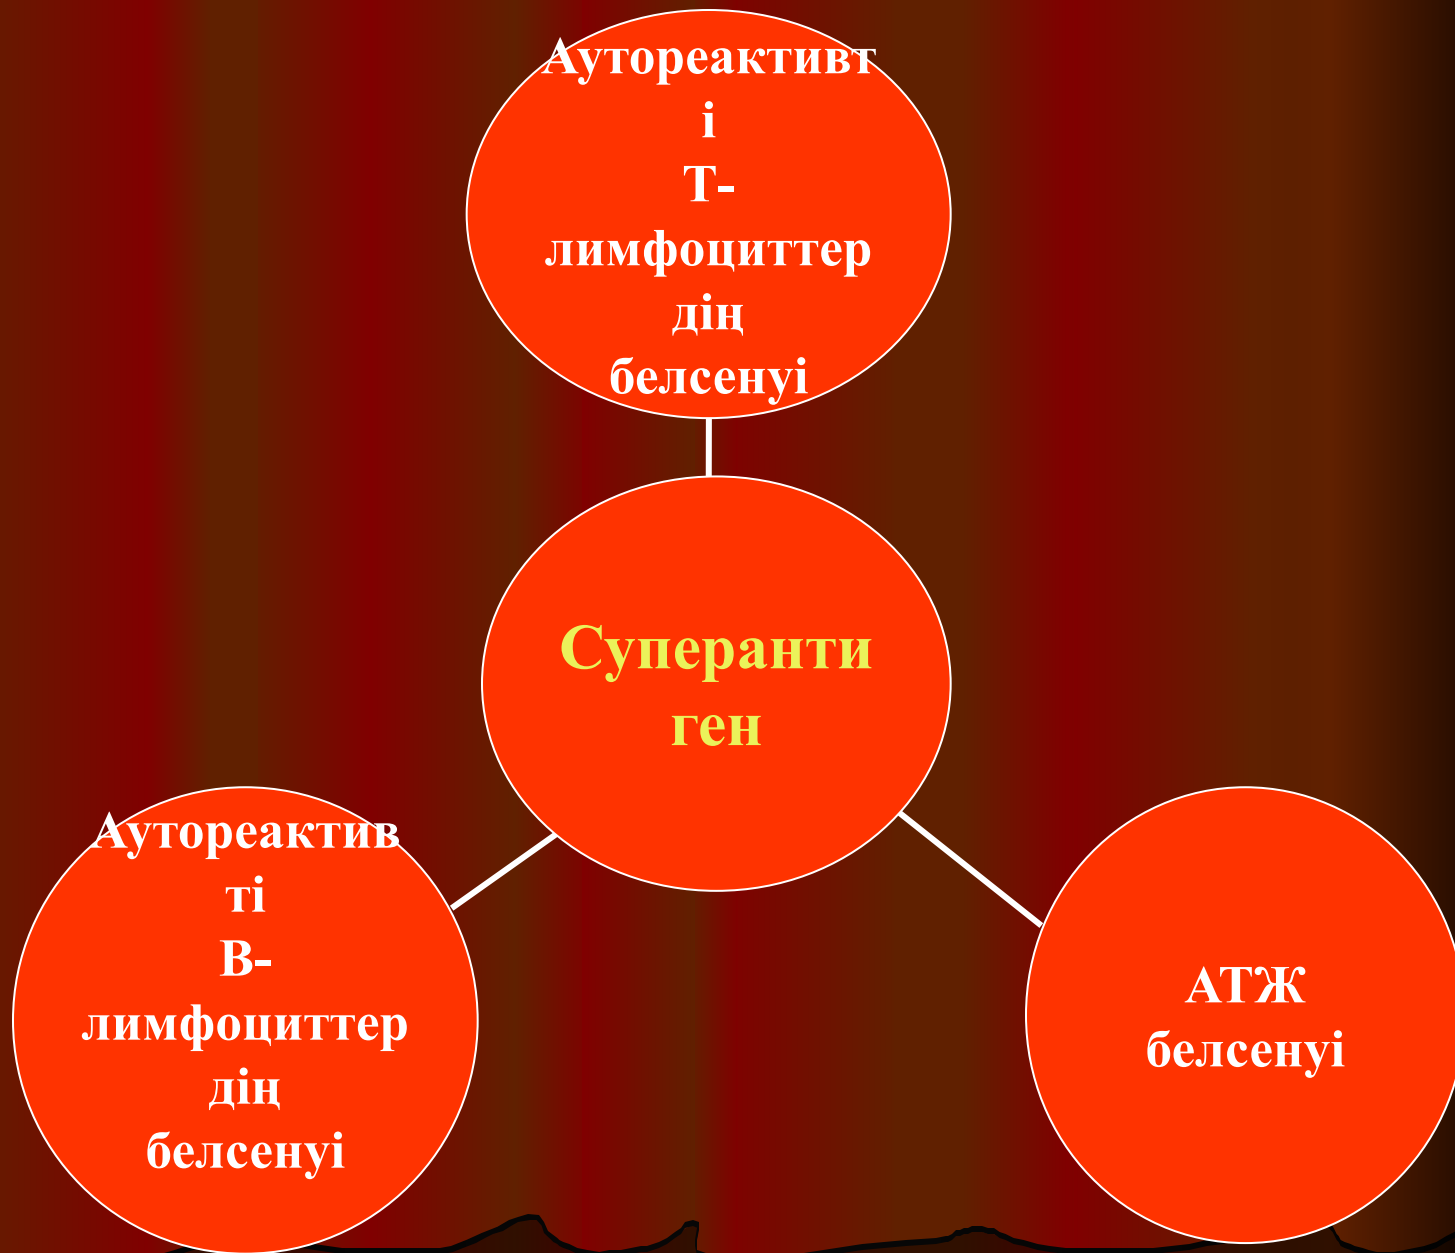 Аутореактивт
і
Т-
лимфоциттер
дің
белсенуі
Суперанти
ген
Аутореактив
ті
В-
лимфоциттер
дің
белсенуі
АТЖ
белсенуі